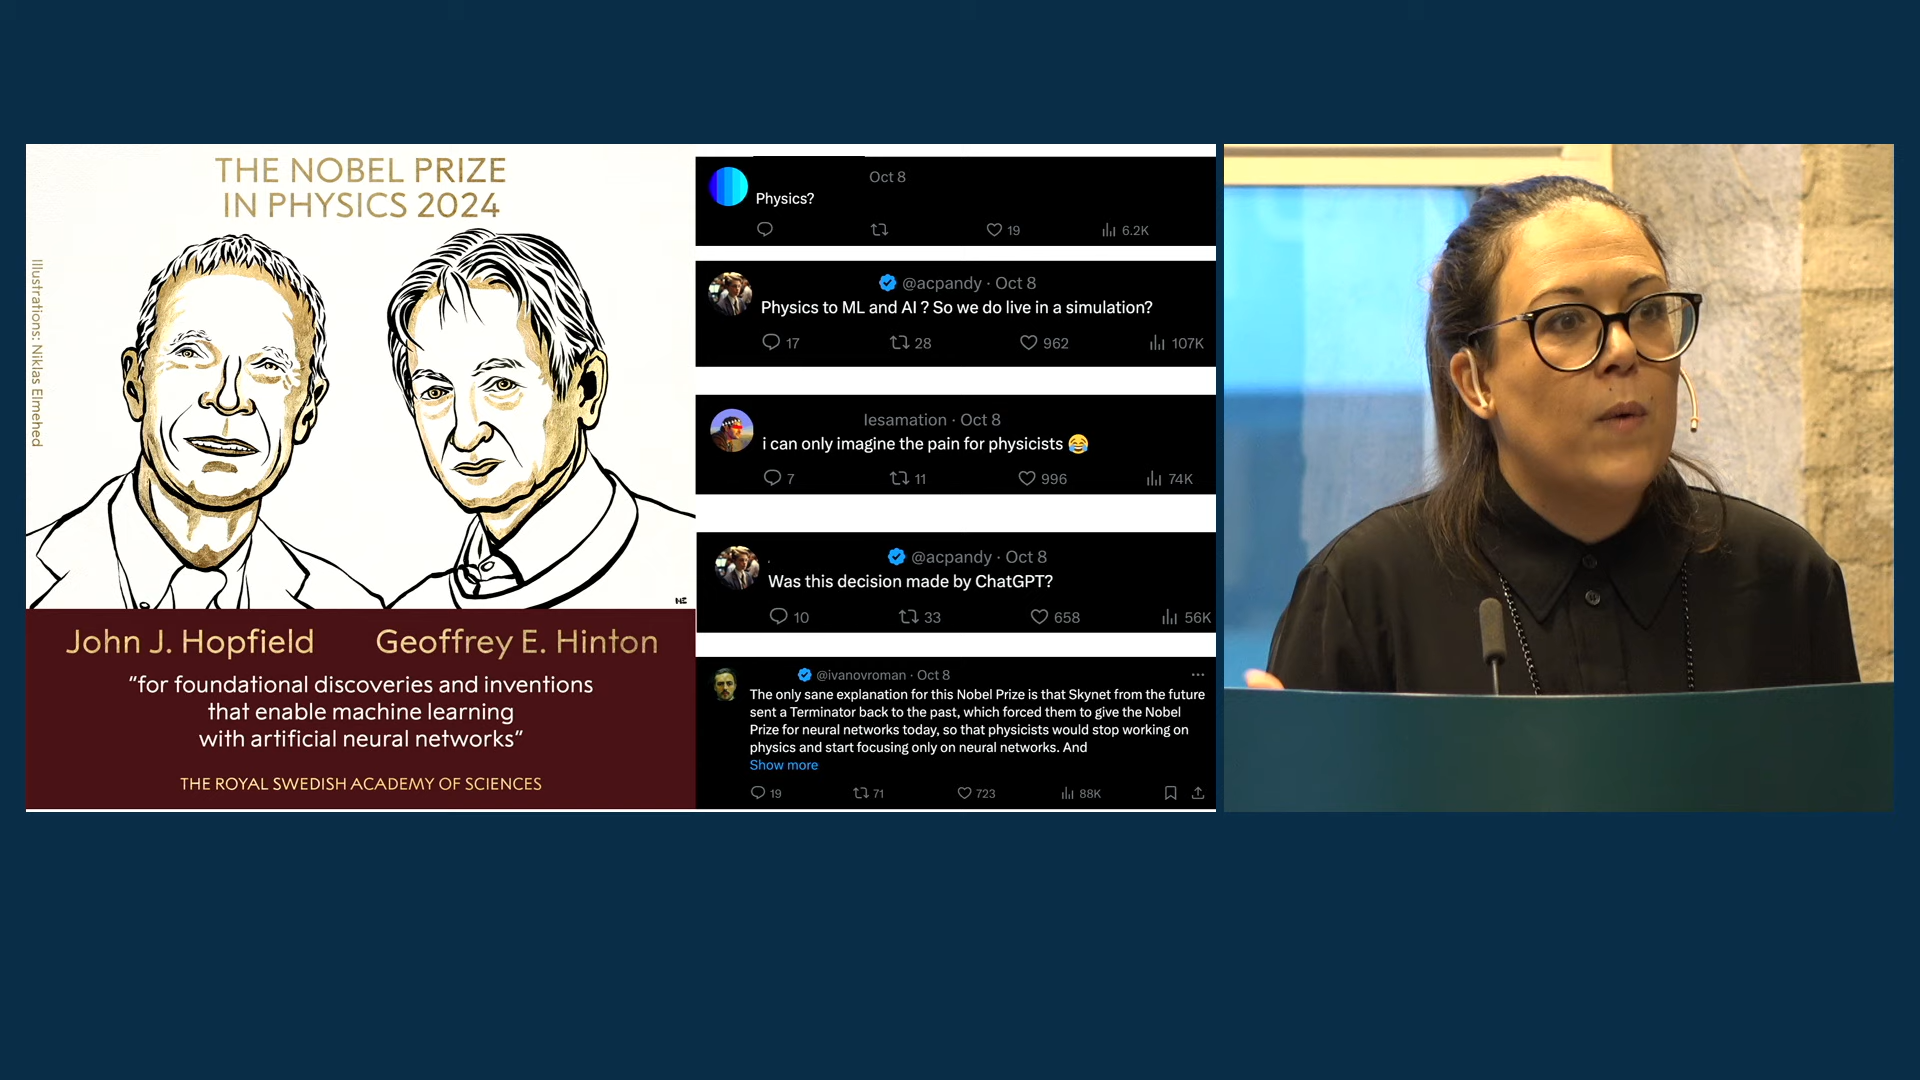 THE NOBEL PRIZE
IN PHYSICS 2024
Illustrations: Niklas Elmehed
NE
John J. Hopfield
Geoffrey E. Hinton
“for foundational discoveries and inventions
that enable machine learning
with artificial neural networks”
THE ROYAL SWEDISH ACADEMY OF SCIENCES
Oct 8
Physics?
19
6.2K
@acpandy · Oct 8
Physics to ML and AI ? So we do live in a simulation?
17
28
962
107K
lesamation · Oct 8
i can only imagine the pain for physicists 😂
7
11
996
74K
@acpandy · Oct 8
Was this decision made by ChatGPT?
10
33
658
56K
@ivanovroman · Oct 8
The only sane explanation for this Nobel Prize is that Skynet from the future
sent a Terminator back to the past, which forced them to give the Nobel
Prize for neural networks today, so that physicists would stop working on
physics and start focusing only on neural networks. And
Show more
19
71
723
88K